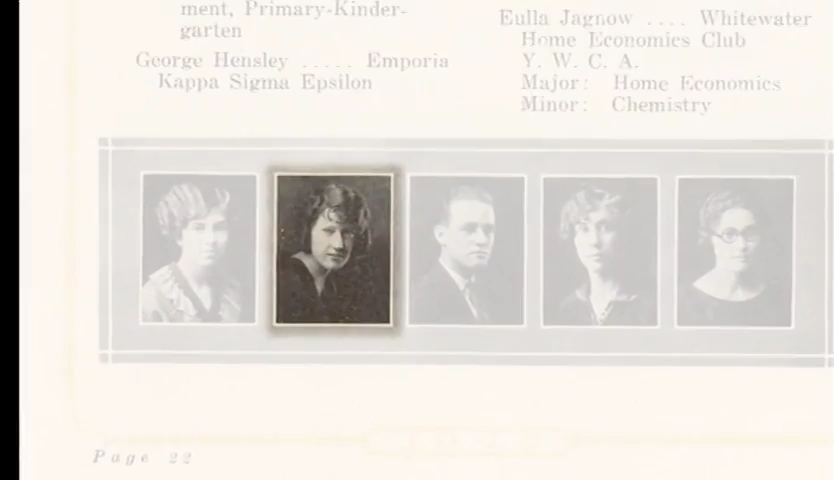 ment, Primary-Kinder-
garten
George Hensley ..... Emporia
Kappa Sigma Epsilon
Eulla Jagnow .... Whitewater
Home Economics Club
Y. W. C. A.
Major: Home Economics
Minor: Chemistry
Page 22